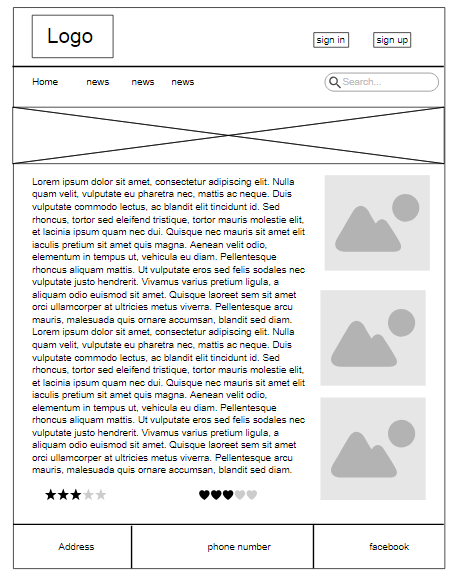 Logo
sign in
sign up
Home
news
news
news
Search...
Lorem ipsum dolor sit amet, consectetur adipiscing elit. Nulla
quam velit, vulputate eu pharetra nec, mattis ac neque. Duis
vulputate commodo lectus, ac blandit elit tincidunt id. Sed
rhoncus, tortor sed eleifend tristique, tortor mauris molestie elit,
et lacinia ipsum quam nec dui. Quisque nec mauris sit amet elit
iaculis pretium sit amet quis magna. Aenean velit odio,
elementum in tempus ut, vehicula eu diam. Pellentesque
rhoncus aliquam mattis. Ut vulputate eros sed felis sodales nec
vulputate justo hendrerit. Vivamus varius pretium ligula, a
aliquam odio euismod sit amet. Quisque laoreet sem sit amet
orci ullamcorper at ultricies metus viverra. Pellentesque arcu
mauris, malesuada quis ornare accumsan, blandit sed diam.
Lorem ipsum dolor sit amet, consectetur adipiscing elit. Nulla
quam velit, vulputate eu pharetra nec, mattis ac neque. Duis
vulputate commodo lectus, ac blandit elit tincidunt id. Sed
rhoncus, tortor sed eleifend tristique, tortor mauris molestie elit,
et lacinia ipsum quam nec dui. Quisque nec mauris sit amet elit
iaculis pretium sit amet quis magna. Aenean velit odio,
elementum in tempus ut, vehicula eu diam. Pellentesque
rhoncus aliquam mattis. Ut vulputate eros sed felis sodales nec
vulputate justo hendrerit. Vivamus varius pretium ligula, a
aliquam odio euismod sit amet. Quisque laoreet sem sit amet
orci ullamcorper at ultricies metus viverra. Pellentesque arcu
mauris, malesuada quis ornare accumsan, blandit sed diam.
Address
phone number
facebook